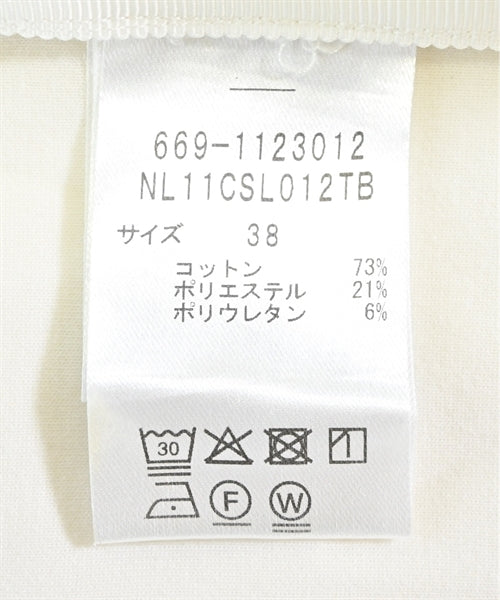 669-1123012
NL11CSL012TB
サイズ 38
コットン 73%
ポリエステル 21%
ポリウレタン 6%
30
F W